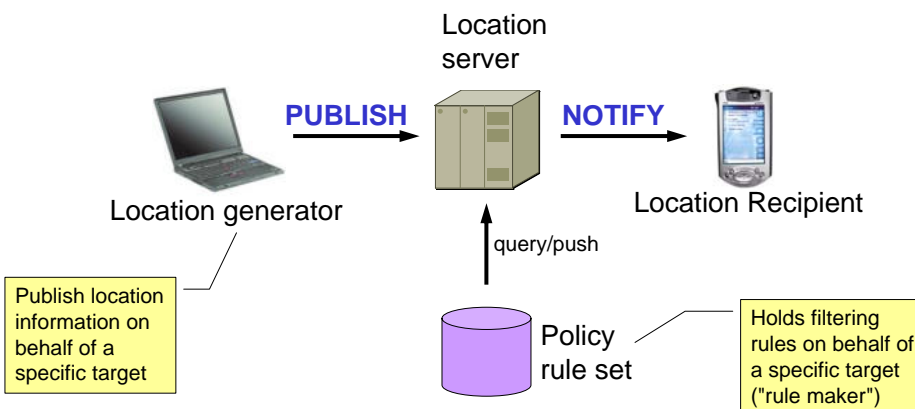 Location
server
PUBLISH
NOTIFY
Location generator
Location Recipient
query/push
Publish location
information on
behalf of a
specific target
Policy
rule set
Holds filtering
rules on behalf of
a specific target
("rule maker")